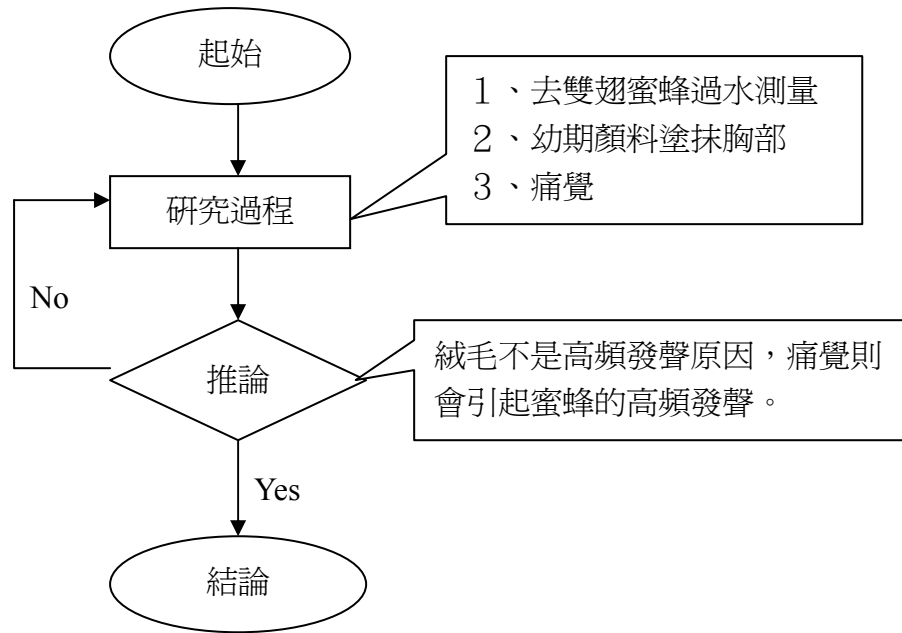 起始
1、去雙翅蜜蜂過水測量
2、幼期顏料塗抹胸部
3、痛覺
研究過程
No
推論
絨毛不是高頻發聲原因，痛覺則
會引起蜜蜂的高頻發聲。
Yes
結論